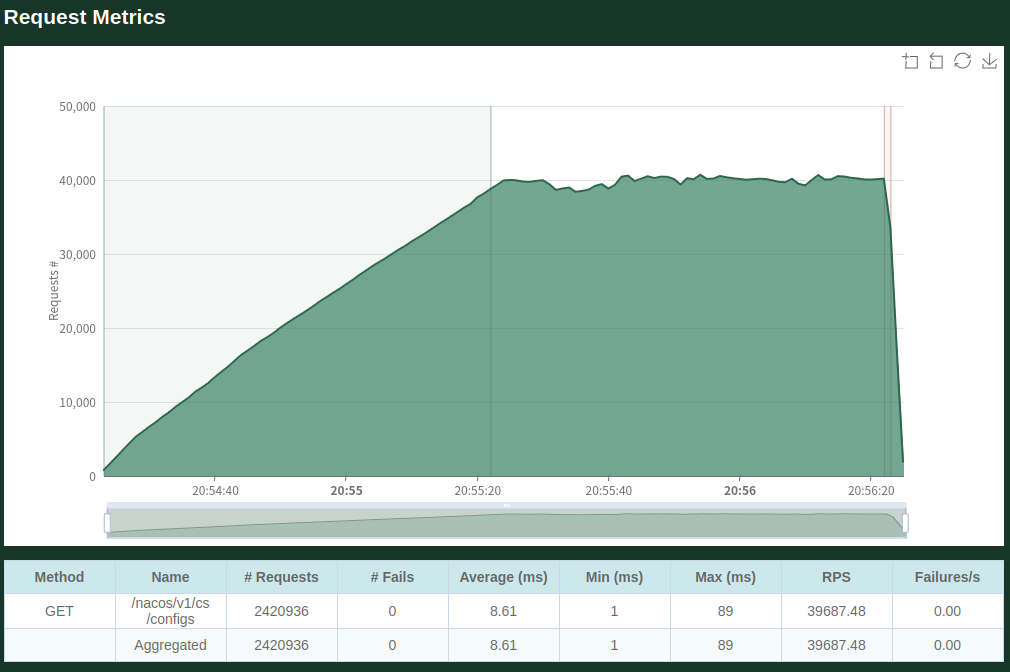 Request Metrics
50,000
40,000
30,000
20,000
10,000
0
Requests #
20:54:40 20:55 20:55:20 20:55:40 20:56 20:56:20
Method Name # Requests # Fails Average (ms) Min (ms) Max (ms) RPS Failures/s
GET /nacos/v1/cs 2420936 0 8.61 1 89 39687.48 0.00
/configs
Aggregated 2420936 0 8.61 1 89 39687.48 0.00